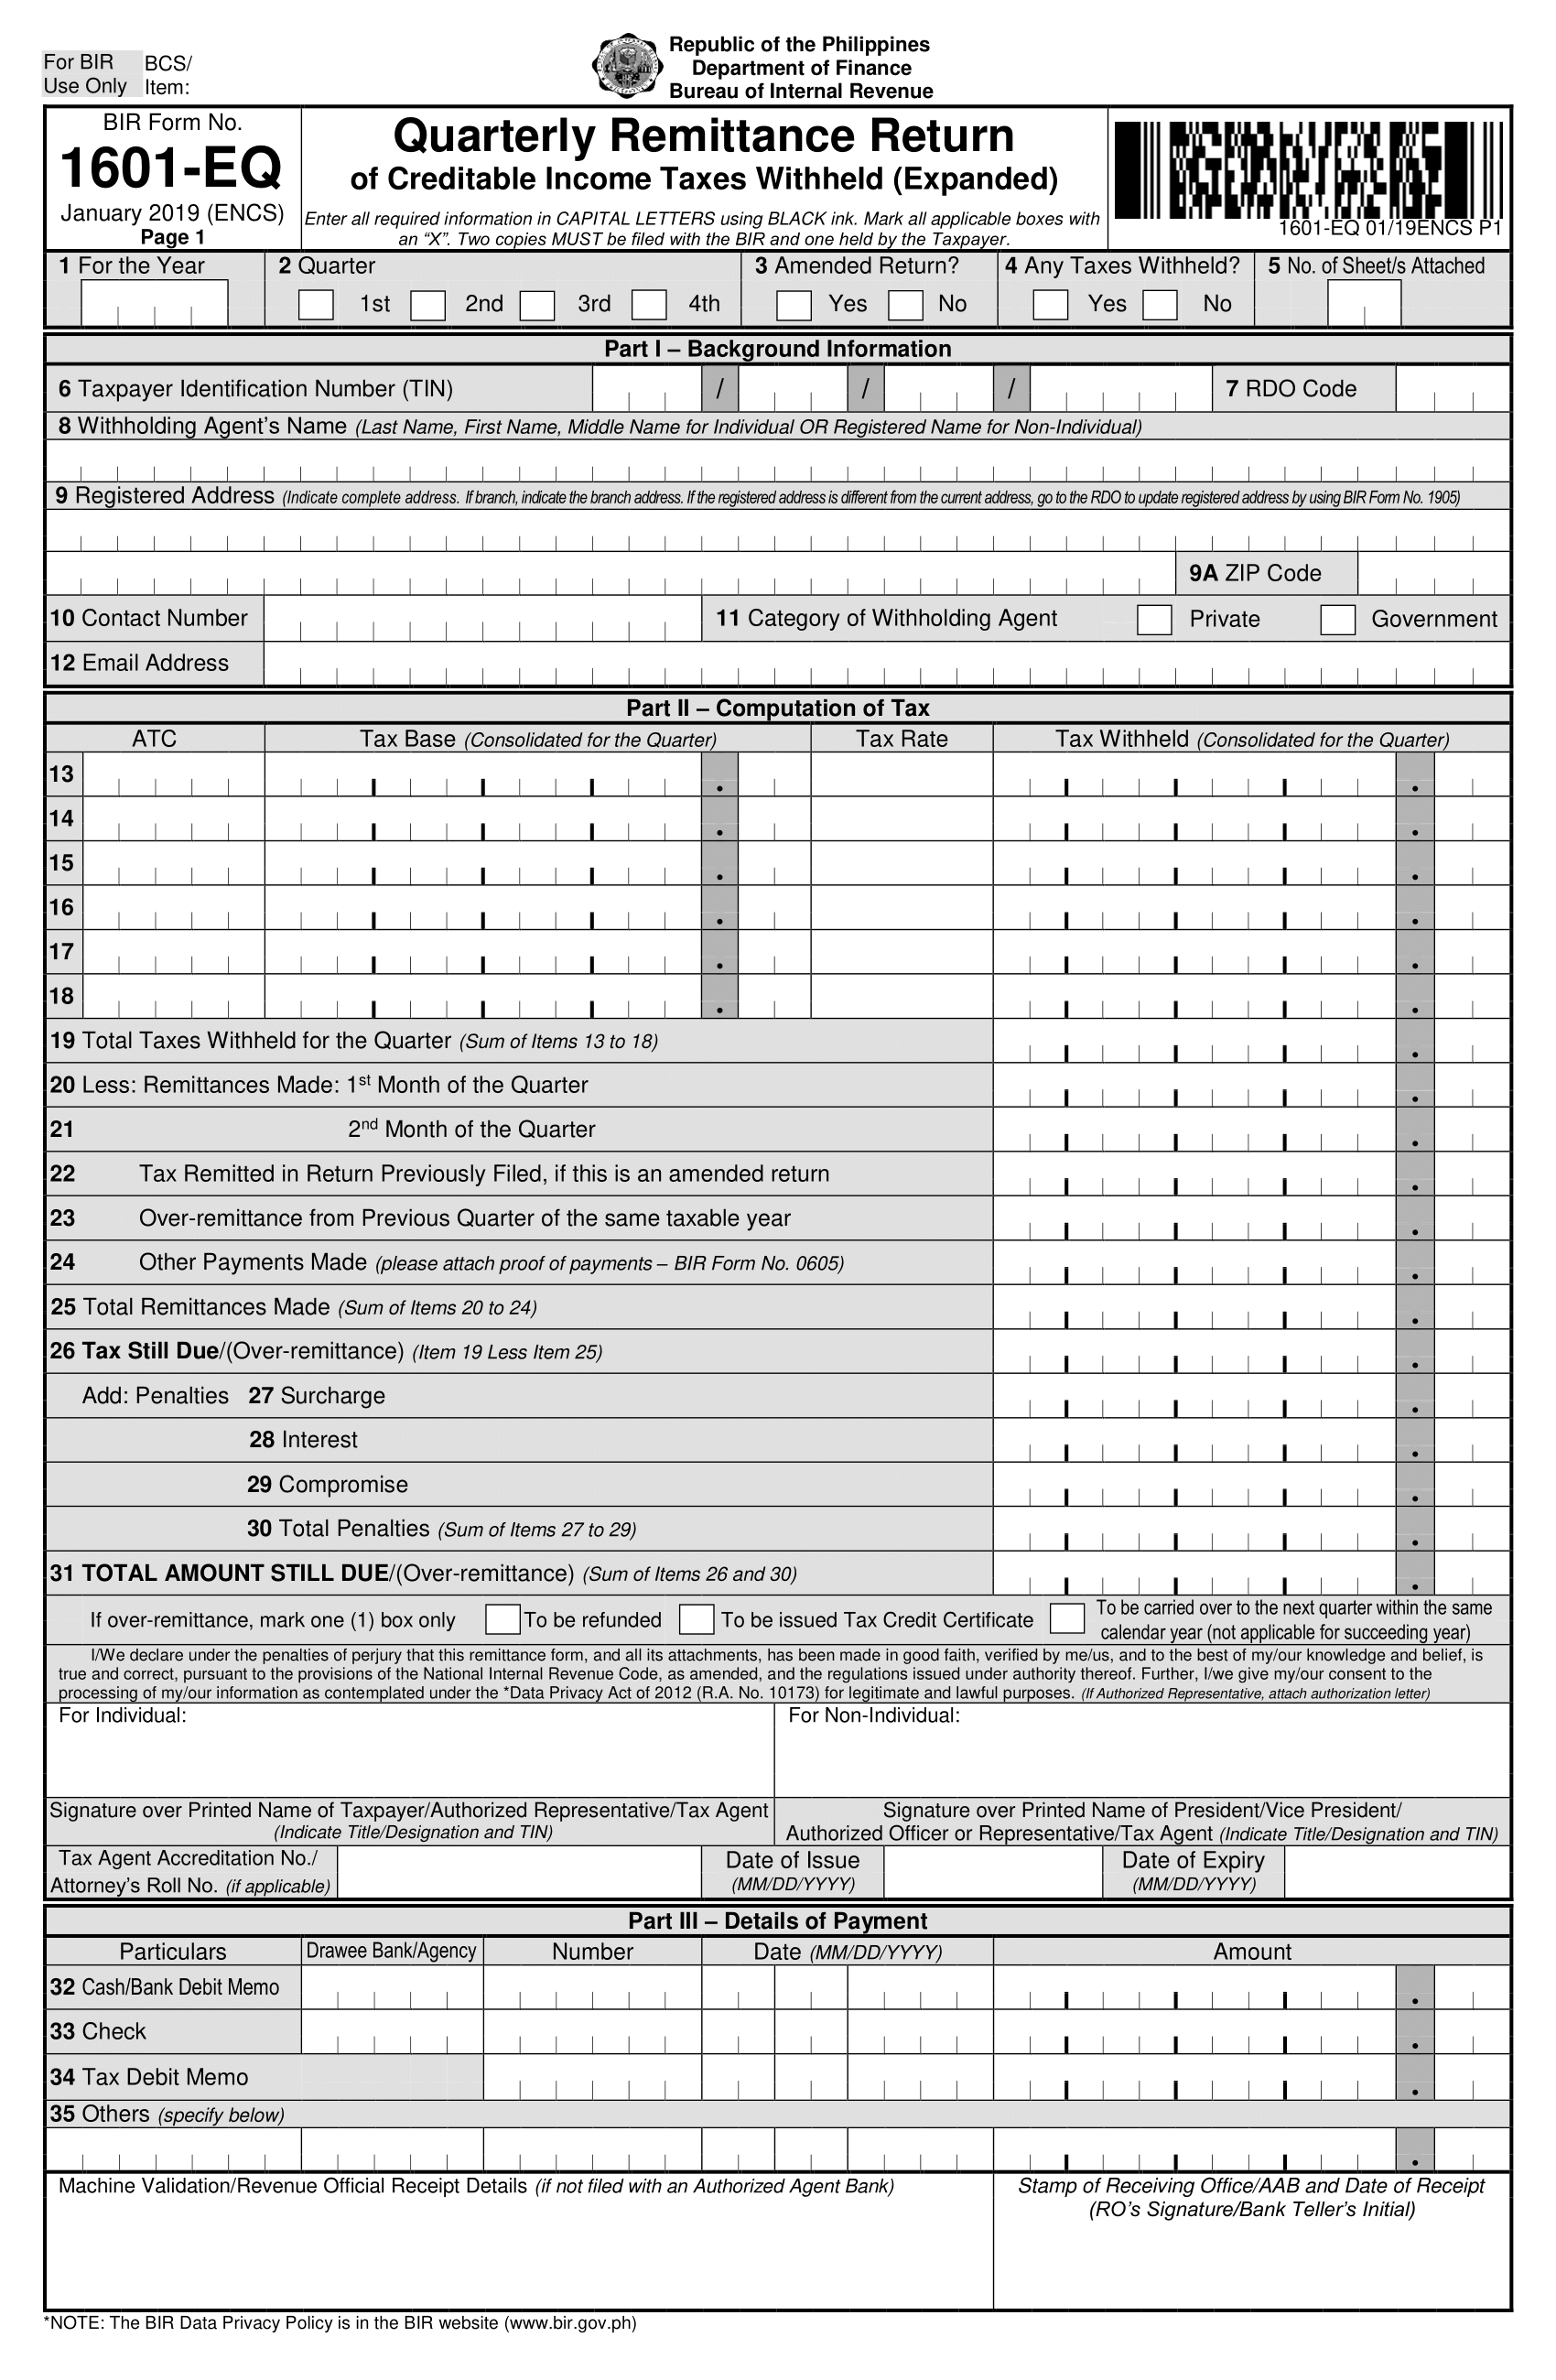 For BIR
Use Only
BCS/
Item:
Republic of the Philippines
Department of Finance
Bureau of Internal Revenue
BIR Form No.
1601-EQ
January 2019 (ENCS)
Page 1
Quarterly Remittance Return
of Creditable Income Taxes Withheld (Expanded)
Enter all required information in CAPITAL LETTERS using BLACK ink. Mark all applicable boxes with
an “X”. Two copies MUST be filed with the BIR and one held by the Taxpayer.
1601-EQ 01/19ENCS P1
1 For the Year
2 Quarter
1st 2nd 3rd 4th
3 Amended Return?
Yes No
4 Any Taxes Withheld?
Yes No
5 No. of Sheet/s Attached
Part I – Background Information
6 Taxpayer Identification Number (TIN) / / / 7 RDO Code
8 Withholding Agent’s Name (Last Name, First Name, Middle Name for Individual OR Registered Name for Non-Individual)
9 Registered Address (Indicate complete address. If branch, indicate the branch address. If the registered address is different from the current address, go to the RDO to update registered address by using BIR Form No. 1905)
9A ZIP Code
10 Contact Number 11 Category of Withholding Agent Private Government
12 Email Address
Part II – Computation of Tax
ATC Tax Base (Consolidated for the Quarter) Tax Rate Tax Withheld (Consolidated for the Quarter)
13 . .
14 . .
15 . .
16 . .
17 . .
18 . .
19 Total Taxes Withheld for the Quarter (Sum of Items 13 to 18) .
20 Less: Remittances Made: 1st Month of the Quarter .
21 2nd Month of the Quarter .
22 Tax Remitted in Return Previously Filed, if this is an amended return .
23 Over-remittance from Previous Quarter of the same taxable year .
24 Other Payments Made (please attach proof of payments – BIR Form No. 0605) .
25 Total Remittances Made (Sum of Items 20 to 24) .
26 Tax Still Due/(Over-remittance) (Item 19 Less Item 25) .
Add: Penalties 27 Surcharge .
28 Interest .
29 Compromise .
30 Total Penalties (Sum of Items 27 to 29) .
31 TOTAL AMOUNT STILL DUE/(Over-remittance) (Sum of Items 26 and 30) .
If over-remittance, mark one (1) box only To be refunded To be issued Tax Credit Certificate
To be carried over to the next quarter within the same
calendar year (not applicable for succeeding year)
I/We declare under the penalties of perjury that this remittance form, and all its attachments, has been made in good faith, verified by me/us, and to the best of my/our knowledge and belief, is
true and correct, pursuant to the provisions of the National Internal Revenue Code, as amended, and the regulations issued under authority thereof. Further, I/we give my/our consent to the
processing of my/our information as contemplated under the *Data Privacy Act of 2012 (R.A. No. 10173) for legitimate and lawful purposes. (If Authorized Representative, attach authorization letter)
For Individual:
For Non-Individual:
Signature over Printed Name of Taxpayer/Authorized Representative/Tax Agent
(Indicate Title/Designation and TIN)
Signature over Printed Name of President/Vice President/
Authorized Officer or Representative/Tax Agent (Indicate Title/Designation and TIN)
Tax Agent Accreditation No./
Attorney’s Roll No. (if applicable)
Date of Issue
(MM/DD/YYYY)
Date of Expiry
(MM/DD/YYYY)
Part III – Details of Payment
Particulars Drawee Bank/Agency Number Date (MM/DD/YYYY) Amount
32 Cash/Bank Debit Memo .
33 Check .
34 Tax Debit Memo .
35 Others (specify below)
.
Machine Validation/Revenue Official Receipt Details (if not filed with an Authorized Agent Bank)
Stamp of Receiving Office/AAB and Date of Receipt
(RO’s Signature/Bank Teller’s Initial)
*NOTE: The BIR Data Privacy Policy is in the BIR website (www.bir.gov.ph)